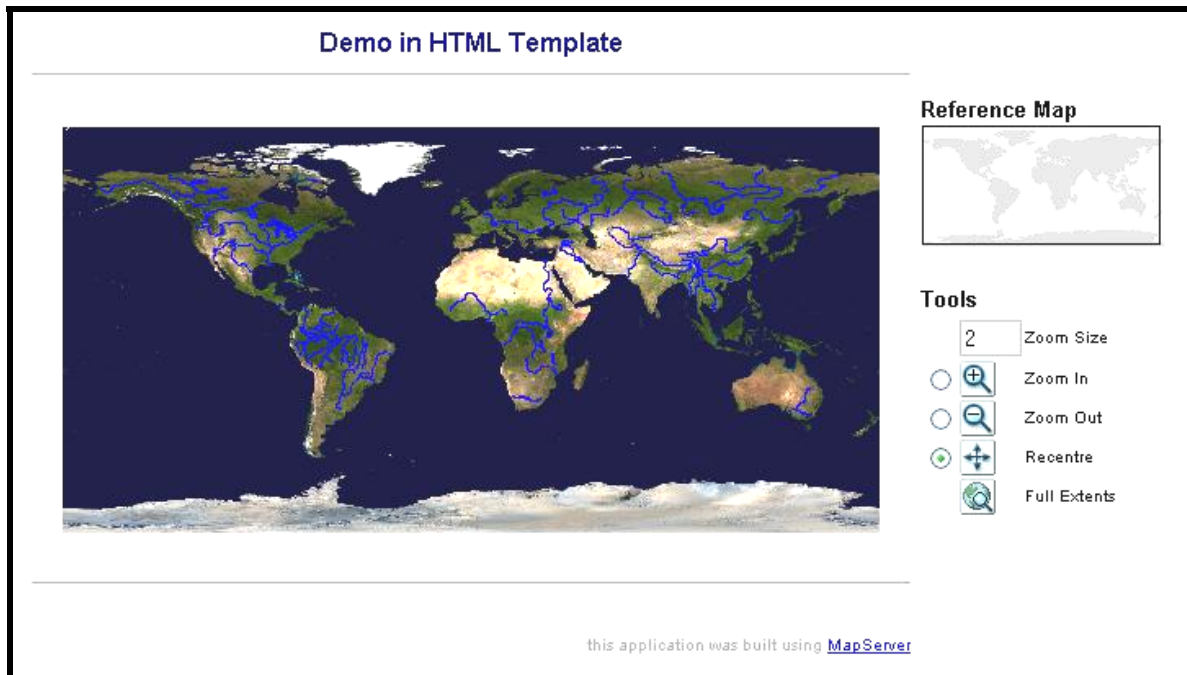 Demo in HTML Template
Reference Map
Tools
2 Zoom Size
Zoom In
Zoom Out
Recentre
Full Extents
this application was built using MapServer